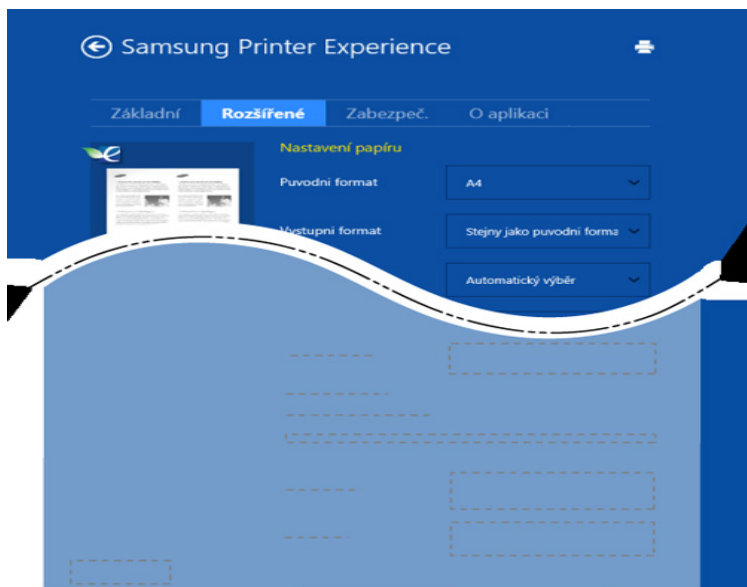 Samsung Printer Experience
Základní Rozšířené Zabezpeč. O aplikaci
Nastavení papíru
Puvodni format A4
Vystupni format Stejny jako puvodni forma
Automatický výběr